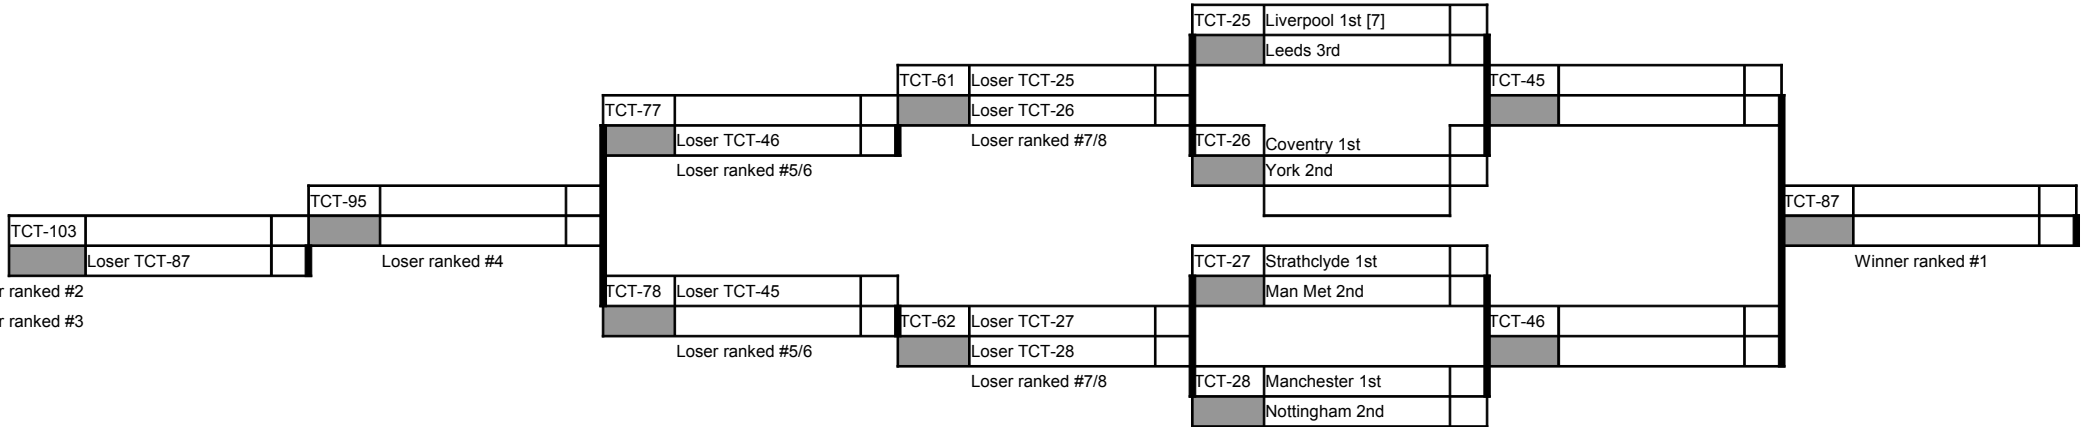 TCT-25 Liverpool 1st [7]
Leeds 3rd
TCT-61 Loser TCT-25 TCT-45
TCT-77 Loser TCT-26
Loser TCT-46 Loser ranked #7/8 TCT-26 Coventry 1st
Loser ranked #5/6 York 2nd
TCT-95 TCT-87
TCT-103
Loser TCT-87 Loser ranked #4 TCT-27 Strathclyde 1st Winner ranked #1
r ranked #2 TCT-78 Loser TCT-45 Man Met 2nd
r ranked #3 TCT-62 Loser TCT-27 TCT-46
Loser ranked #5/6 Loser TCT-28
Loser ranked #7/8 TCT-28 Manchester 1st
Nottingham 2nd